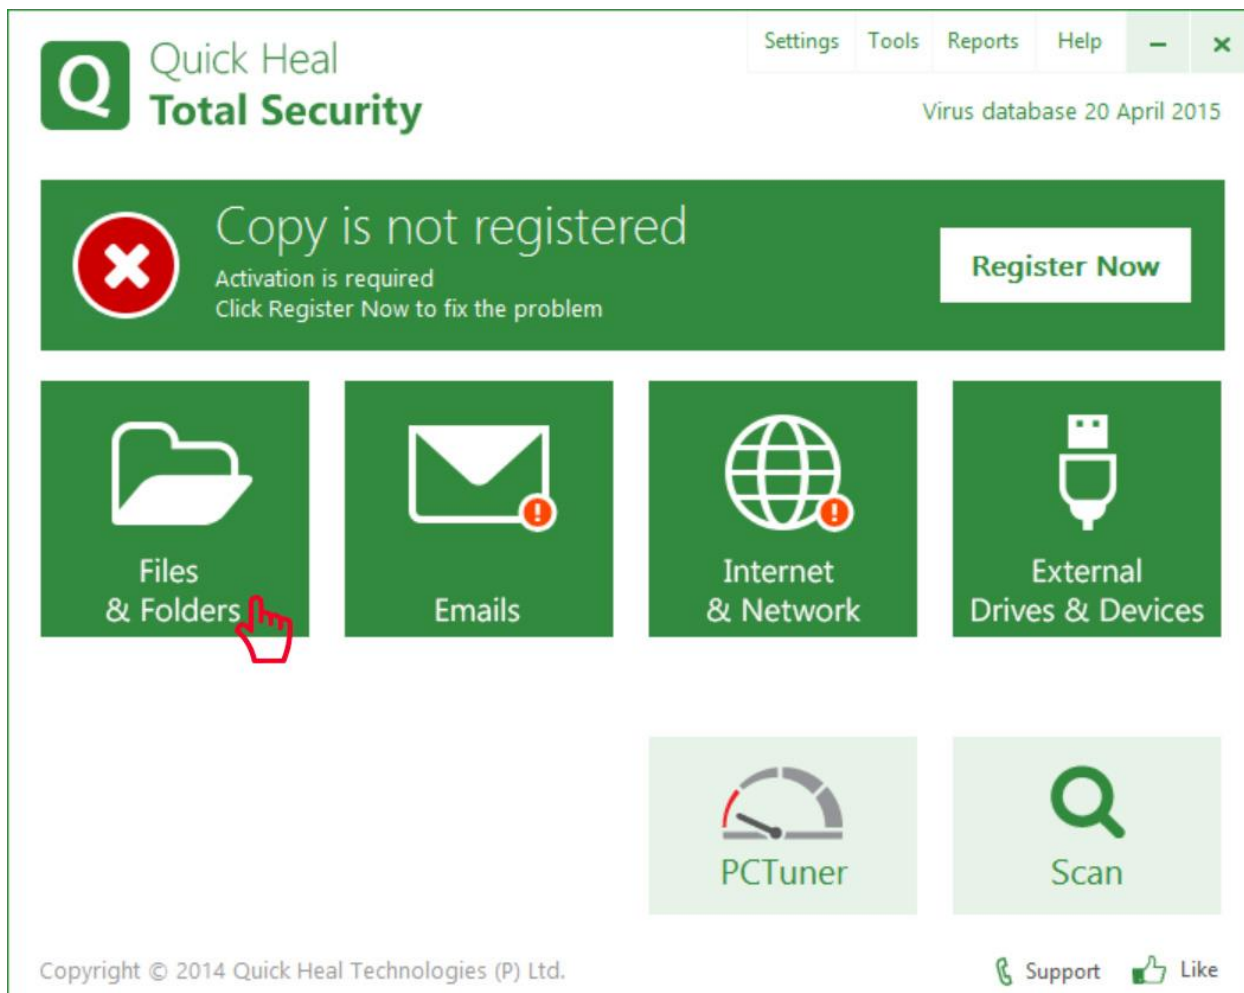 Settings Tools Reports Help
Q
Quick Heal
Total Security
Virus database 20 April 2015
Copy is not registered
Activation is required
Click Register Now to fix the problem
Register Now
Files
& Folders
Emails
Internet
& Network
External
Drives & Devices
PCTuner
Scan
Copyright © 2014 Quick Heal Technologies (P) Ltd.
Support
Like